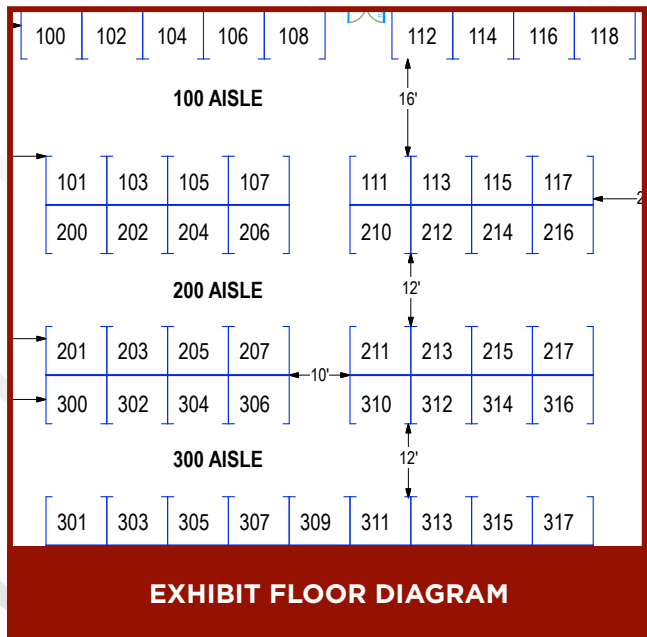 100 102 104 106 108 112 114 116 118
100 AISLE
16'
101 103 105 107 111 113 115 117
200 202 204 206 210 212 214 216
200 AISLE
12'
201 203 205 207 211 213 215 217
10'
300 302 304 306 310 312 314 316
300 AISLE
12'
301 303 305 307 309 311 313 315 317
EXHIBIT FLOOR DIAGRAM